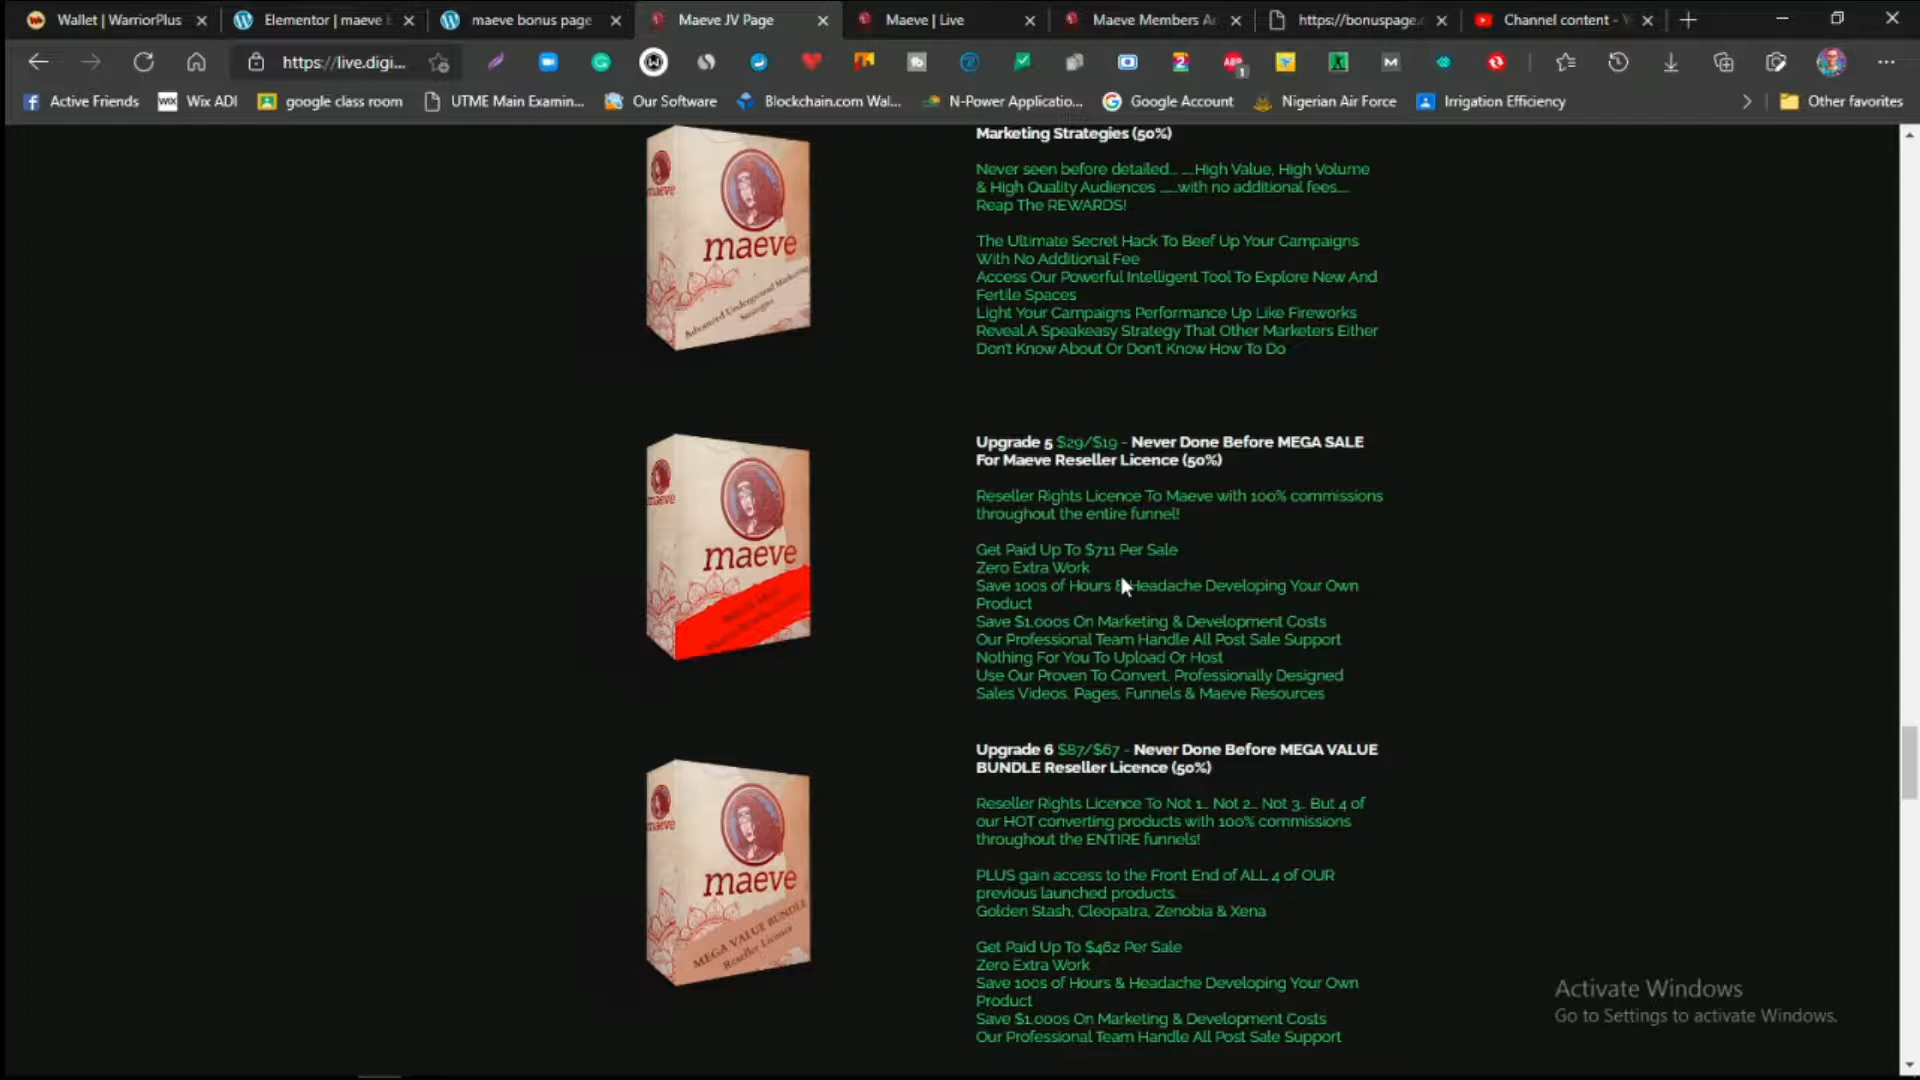 Wallet | WarriorPlus
Elementor | maeve
maeve bonus page
Maeve JV Page
Maeve | Live
Maeve Members
https://bonuspage.
Channel content -
https://live.digi...
Active Friends
Wix ADI
google class room
UTME Main Examin...
Our Software
Blockchain.com Wal...
N-Power Applicatio...
Google Account
Nigerian Air Force
Irrigation Efficiency
Other favorites
Marketing Strategies (50%)
Never seen before detailed... ....High Value, High Volume
& High Quality Audiences ......with no additional fees....
Reap The REWARDS!
The Ultimate Secret Hack To Beef Up Your Campaigns
With No Additional Fee
Access Our Powerful Intelligent Tool To Explore New And
Fertile Spaces
Light Your Campaigns Performance Up Like Fireworks
Reveal A Speakeasy Strategy That Other Marketers Either
Don't Know About Or Don't Know How To Do
maeve
maeve
Advanced Underground Marketing
Strategies
Upgrade 5 $29/$19 - Never Done Before MEGA SALE
For Maeve Reseller Licence (50%)
Reseller Rights Licence To Maeve with 100% commissions
throughout the entire funnel!
Get Paid Up To $711 Per Sale
Zero Extra Work
Save 100s of Hours & Headache Developing Your Own
Product
Save $1,000s On Marketing & Development Costs
Our Professional Team Handle All Post Sale Support
Nothing For You To Upload Or Host
Use Our Proven To Convert, Professionally Designed
Sales Videos, Pages, Funnels & Maeve Resources
maeve
maeve
Upgrade 6 $87/$67 - Never Done Before MEGA VALUE
BUNDLE Reseller Licence (50%)
Reseller Rights Licence To Not 1... Not 2... Not 3... But 4 of
our HOT converting products with 100% commissions
throughout the ENTIRE funnels!
PLUS gain access to the Front End of ALL 4 of OUR
previous launched products.
Golden Stash, Cleopatra, Zenobia & Xena
Get Paid Up To $462 Per Sale
Zero Extra Work
Save 100s of Hours & Headache Developing Your Own
Product
Save $1,000s On Marketing & Development Costs
Our Professional Team Handle All Post Sale Support
maeve
maeve
MEGA VALUE BUNDLE
Reseller Licence
Activate Windows
Go to Settings to activate Windows.